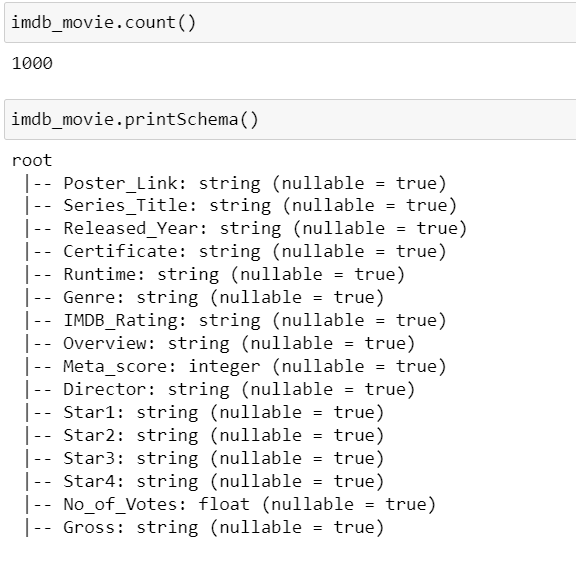 imdb_movie.count()
1000
imdb_movie.printSchema()
root
 |-- Poster_Link: string (nullable = true)
 |-- Series_Title: string (nullable = true)
 |-- Released_Year: string (nullable = true)
 |-- Certificate: string (nullable = true)
 |-- Runtime: string (nullable = true)
 |-- Genre: string (nullable = true)
 |-- IMDB_Rating: string (nullable = true)
 |-- Overview: string (nullable = true)
 |-- Meta_score: integer (nullable = true)
 |-- Director: string (nullable = true)
 |-- Star1: string (nullable = true)
 |-- Star2: string (nullable = true)
 |-- Star3: string (nullable = true)
 |-- Star4: string (nullable = true)
 |-- No_of_Votes: float (nullable = true)
 |-- Gross: string (nullable = true)